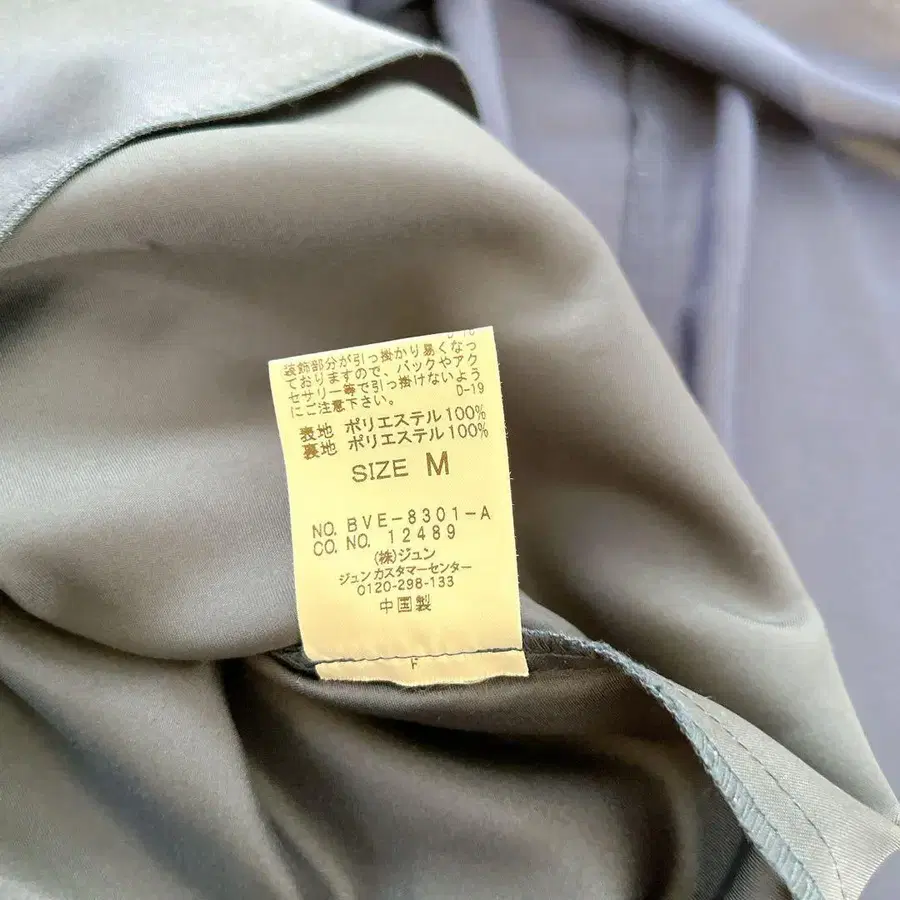 装飾部分が引っ掛かり易くなっ
ておりますので、バックやアク
セサリー等で引っ掛けないよう
にご注意下さい。 D-19
表地 ポリエステル100%
裏地 ポリエステル100%
SIZE M
NO. BVE-8301-A
CO. NO. 12489
(株)ジュン
ジュンカスタマーセンター
0120-298-133
中国製